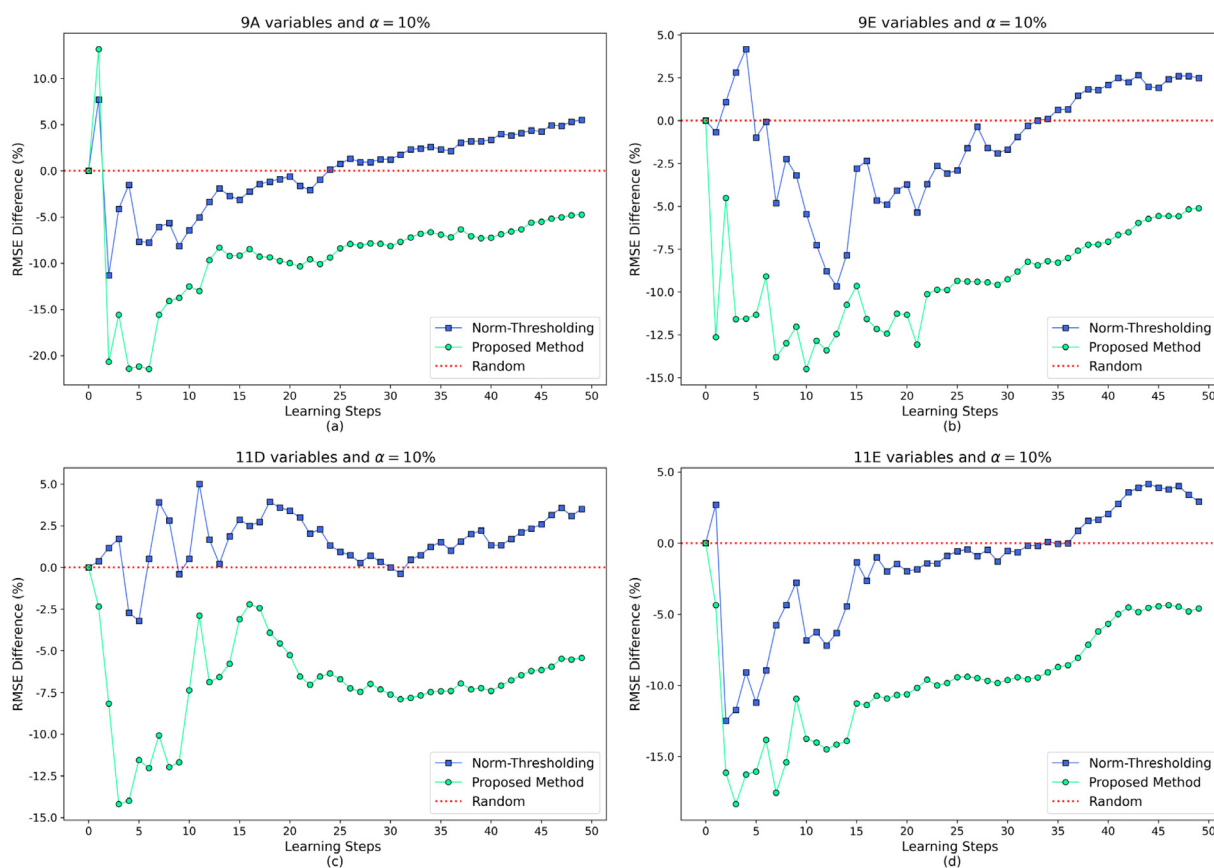 9A variables and α = 10%
RMSE Difference (%)
10.0
5.0
0.0
-5.0
-10.0
-15.0
-20.0
Norm-Thresholding
Proposed Method
Random
0 5 10 15 20 25 30 35 40 45 50
Learning Steps
(a)
9E variables and α = 10%
RMSE Difference (%)
5.0
2.5
0.0
-2.5
-5.0
-7.5
-10.0
-12.5
-15.0
Norm-Thresholding
Proposed Method
Random
0 5 10 15 20 25 30 35 40 45 50
Learning Steps
(b)
11D variables and α = 10%
RMSE Difference (%)
5.0
2.5
0.0
-2.5
-5.0
-7.5
-10.0
-12.5
-15.0
Norm-Thresholding
Proposed Method
Random
0 5 10 15 20 25 30 35 40 45 50
Learning Steps
(c)
11E variables and α = 10%
RMSE Difference (%)
5.0
0.0
-5.0
-10.0
-15.0
Norm-Thresholding
Proposed Method
Random
0 5 10 15 20 25 30 35 40 45 50
Learning Steps
(d)